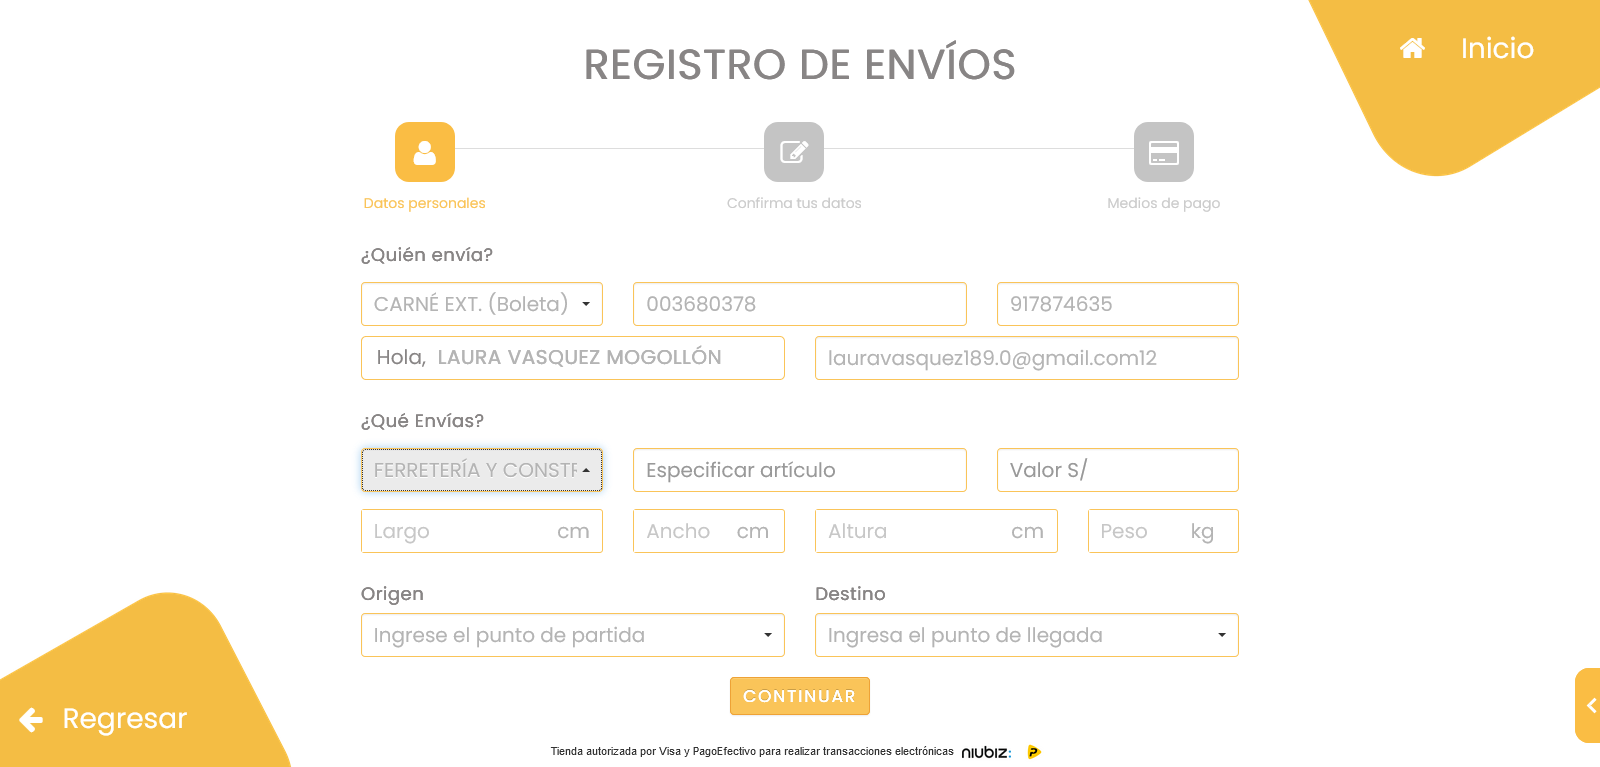 Inicio
REGISTRO DE ENVÍOS
Datos personales
Confirma tus datos
Medios de pago
¿Quién envía?
CARNÉ EXT. (Boleta)
003680378
917874635
Hola, LAURA VASQUEZ MOGOLLÓN
lauravasquez189.0@gmail.com12
¿Qué Envías?
FERRETERÍA Y CONSTR
Especificar artículo
Valor S/
Largo cm
Ancho cm
Altura cm
Peso kg
Origen
Destino
Ingrese el punto de partida
Ingresa el punto de llegada
CONTINUAR
Regresar
Tienda autorizada por Visa y PagoEfectivo para realizar transacciones electrónicas niubiz: